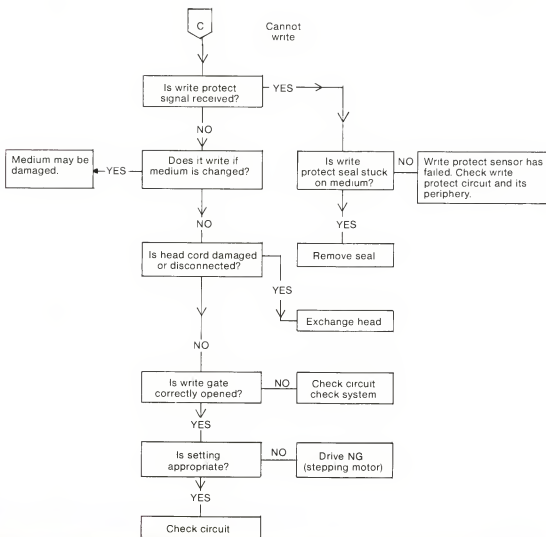 C
Cannot
write
Is write protect
signal received?
YES
NO
Medium may be
damaged.
YES
Does it write if
medium is changed?
Is write
protect seal stuck
on medium?
NO
Write protect sensor has
failed. Check write
protect circuit and its
periphery.
NO
YES
Is head cord damaged
or disconnected?
Remove seal
YES
Exchange head
NO
Is write gate
correctly opened?
NO
Check circuit
check system
YES
Is setting
appropriate?
NO
Drive NG
(stepping motor)
YES
Check circuit